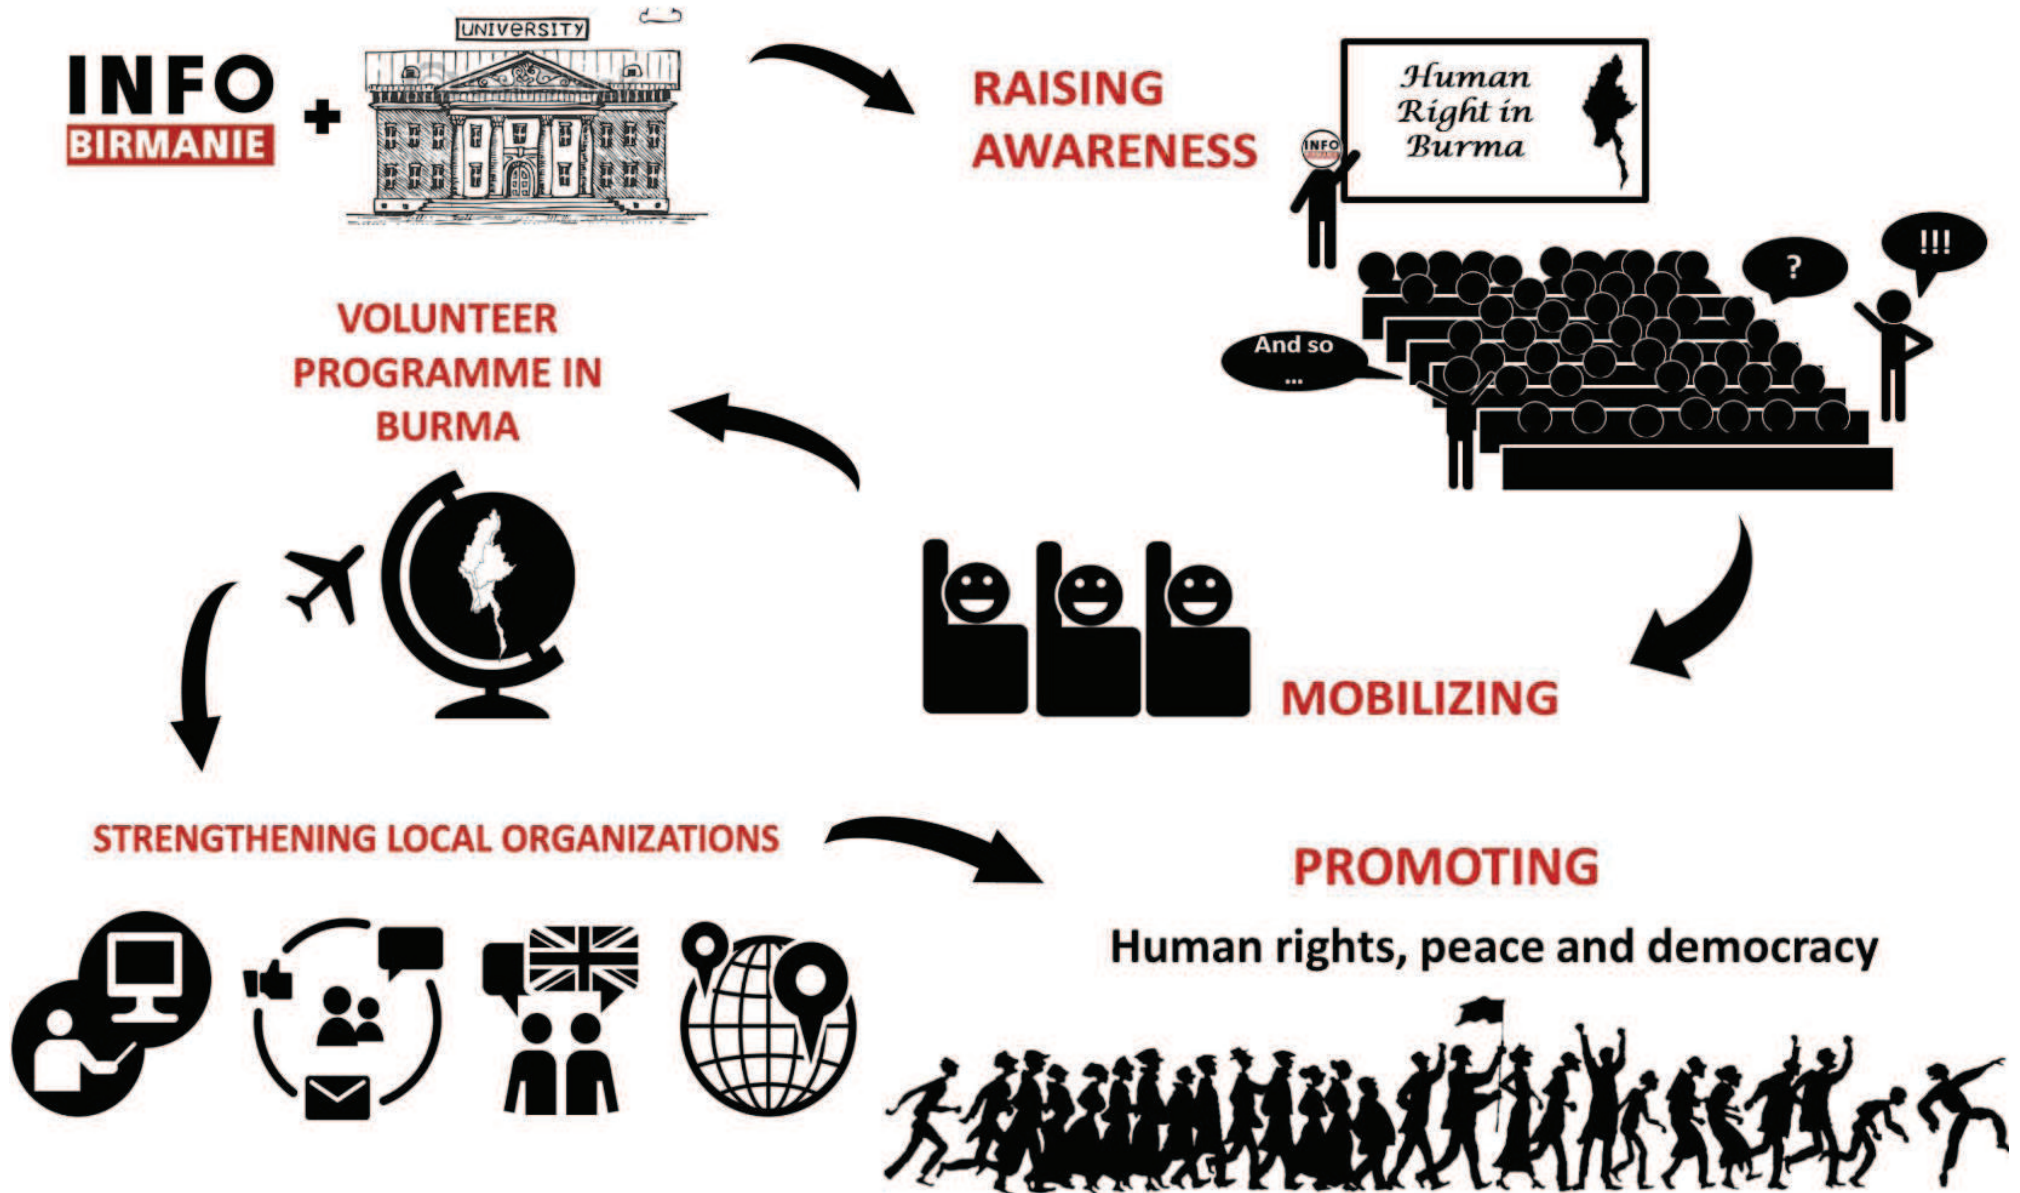 UNIVERSITY
INFO
BIRMANIE
+
RAISING
AWARENESS
Human
Right in
Burma
INFO
BIRMANIE
!!!
?
And so
...
VOLUNTEER
PROGRAMME IN
BURMA
MOBILIZING
STRENGTHENING LOCAL ORGANIZATIONS
PROMOTING
Human rights, peace and democracy